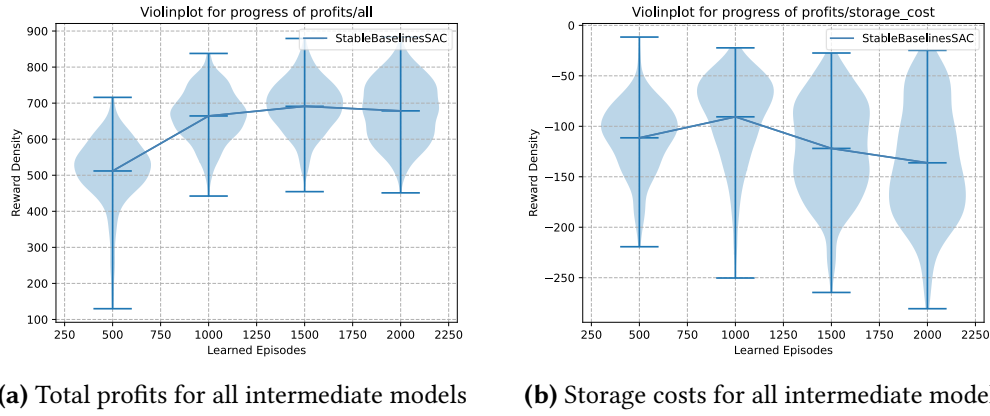 Violinplot for progress of profits/all
StableBaselinesSAC
Reward Density
900
800
700
600
500
400
300
200
100
250 500 750 1000 1250 1500 1750 2000 2250
Learned Episodes
(a) Total profits for all intermediate models
Violinplot for progress of profits/storage_cost
StableBaselinesSAC
Reward Density
0
−50
−100
−150
−200
−250
250 500 750 1000 1250 1500 1750 2000 2250
Learned Episodes
(b) Storage costs for all intermediate model